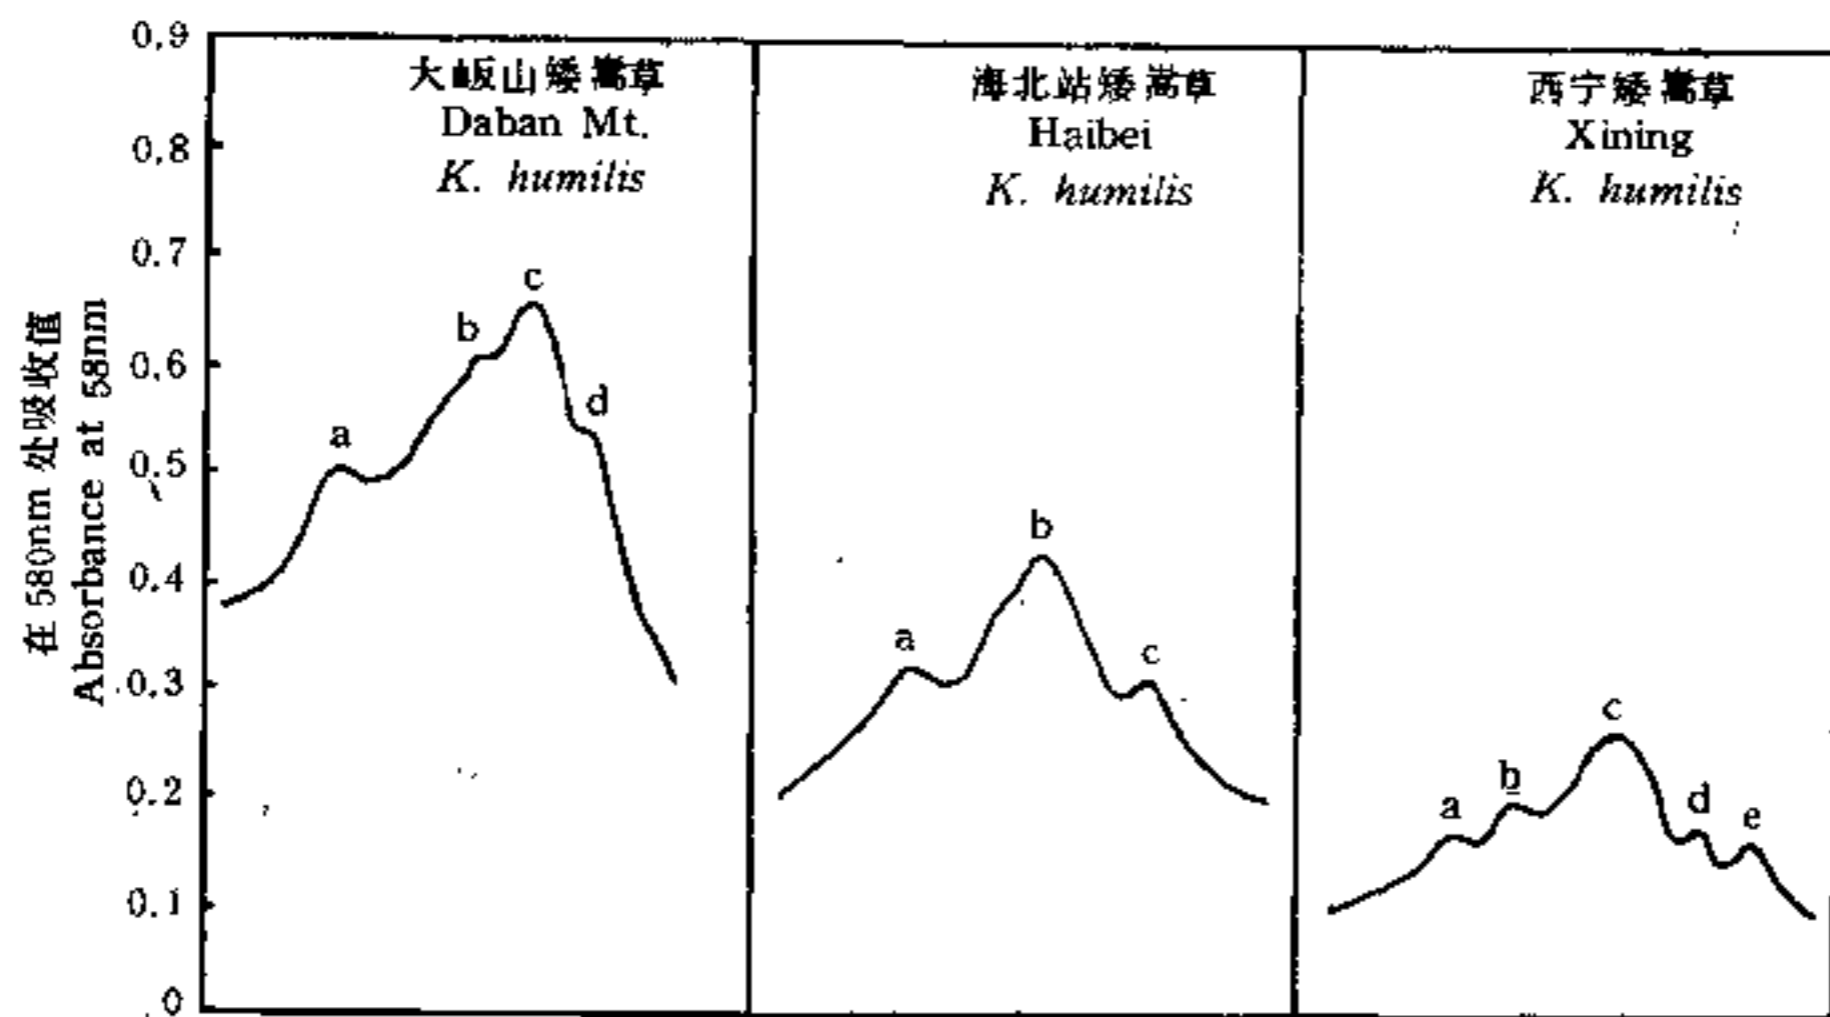 0.9
0.8
0.7
0.6
0.5
0.4
0.3
0.2
0.1
0
在 580nm 处吸收值
Absorbance at 58nm
大岅山矮嵩草
Daban Mt.
K. humilis
a
b
c
d
海北站矮嵩草
Haibei
K. humilis
a
b
c
西宁矮嵩草
Xining
K. humilis
a
b
c
d
e